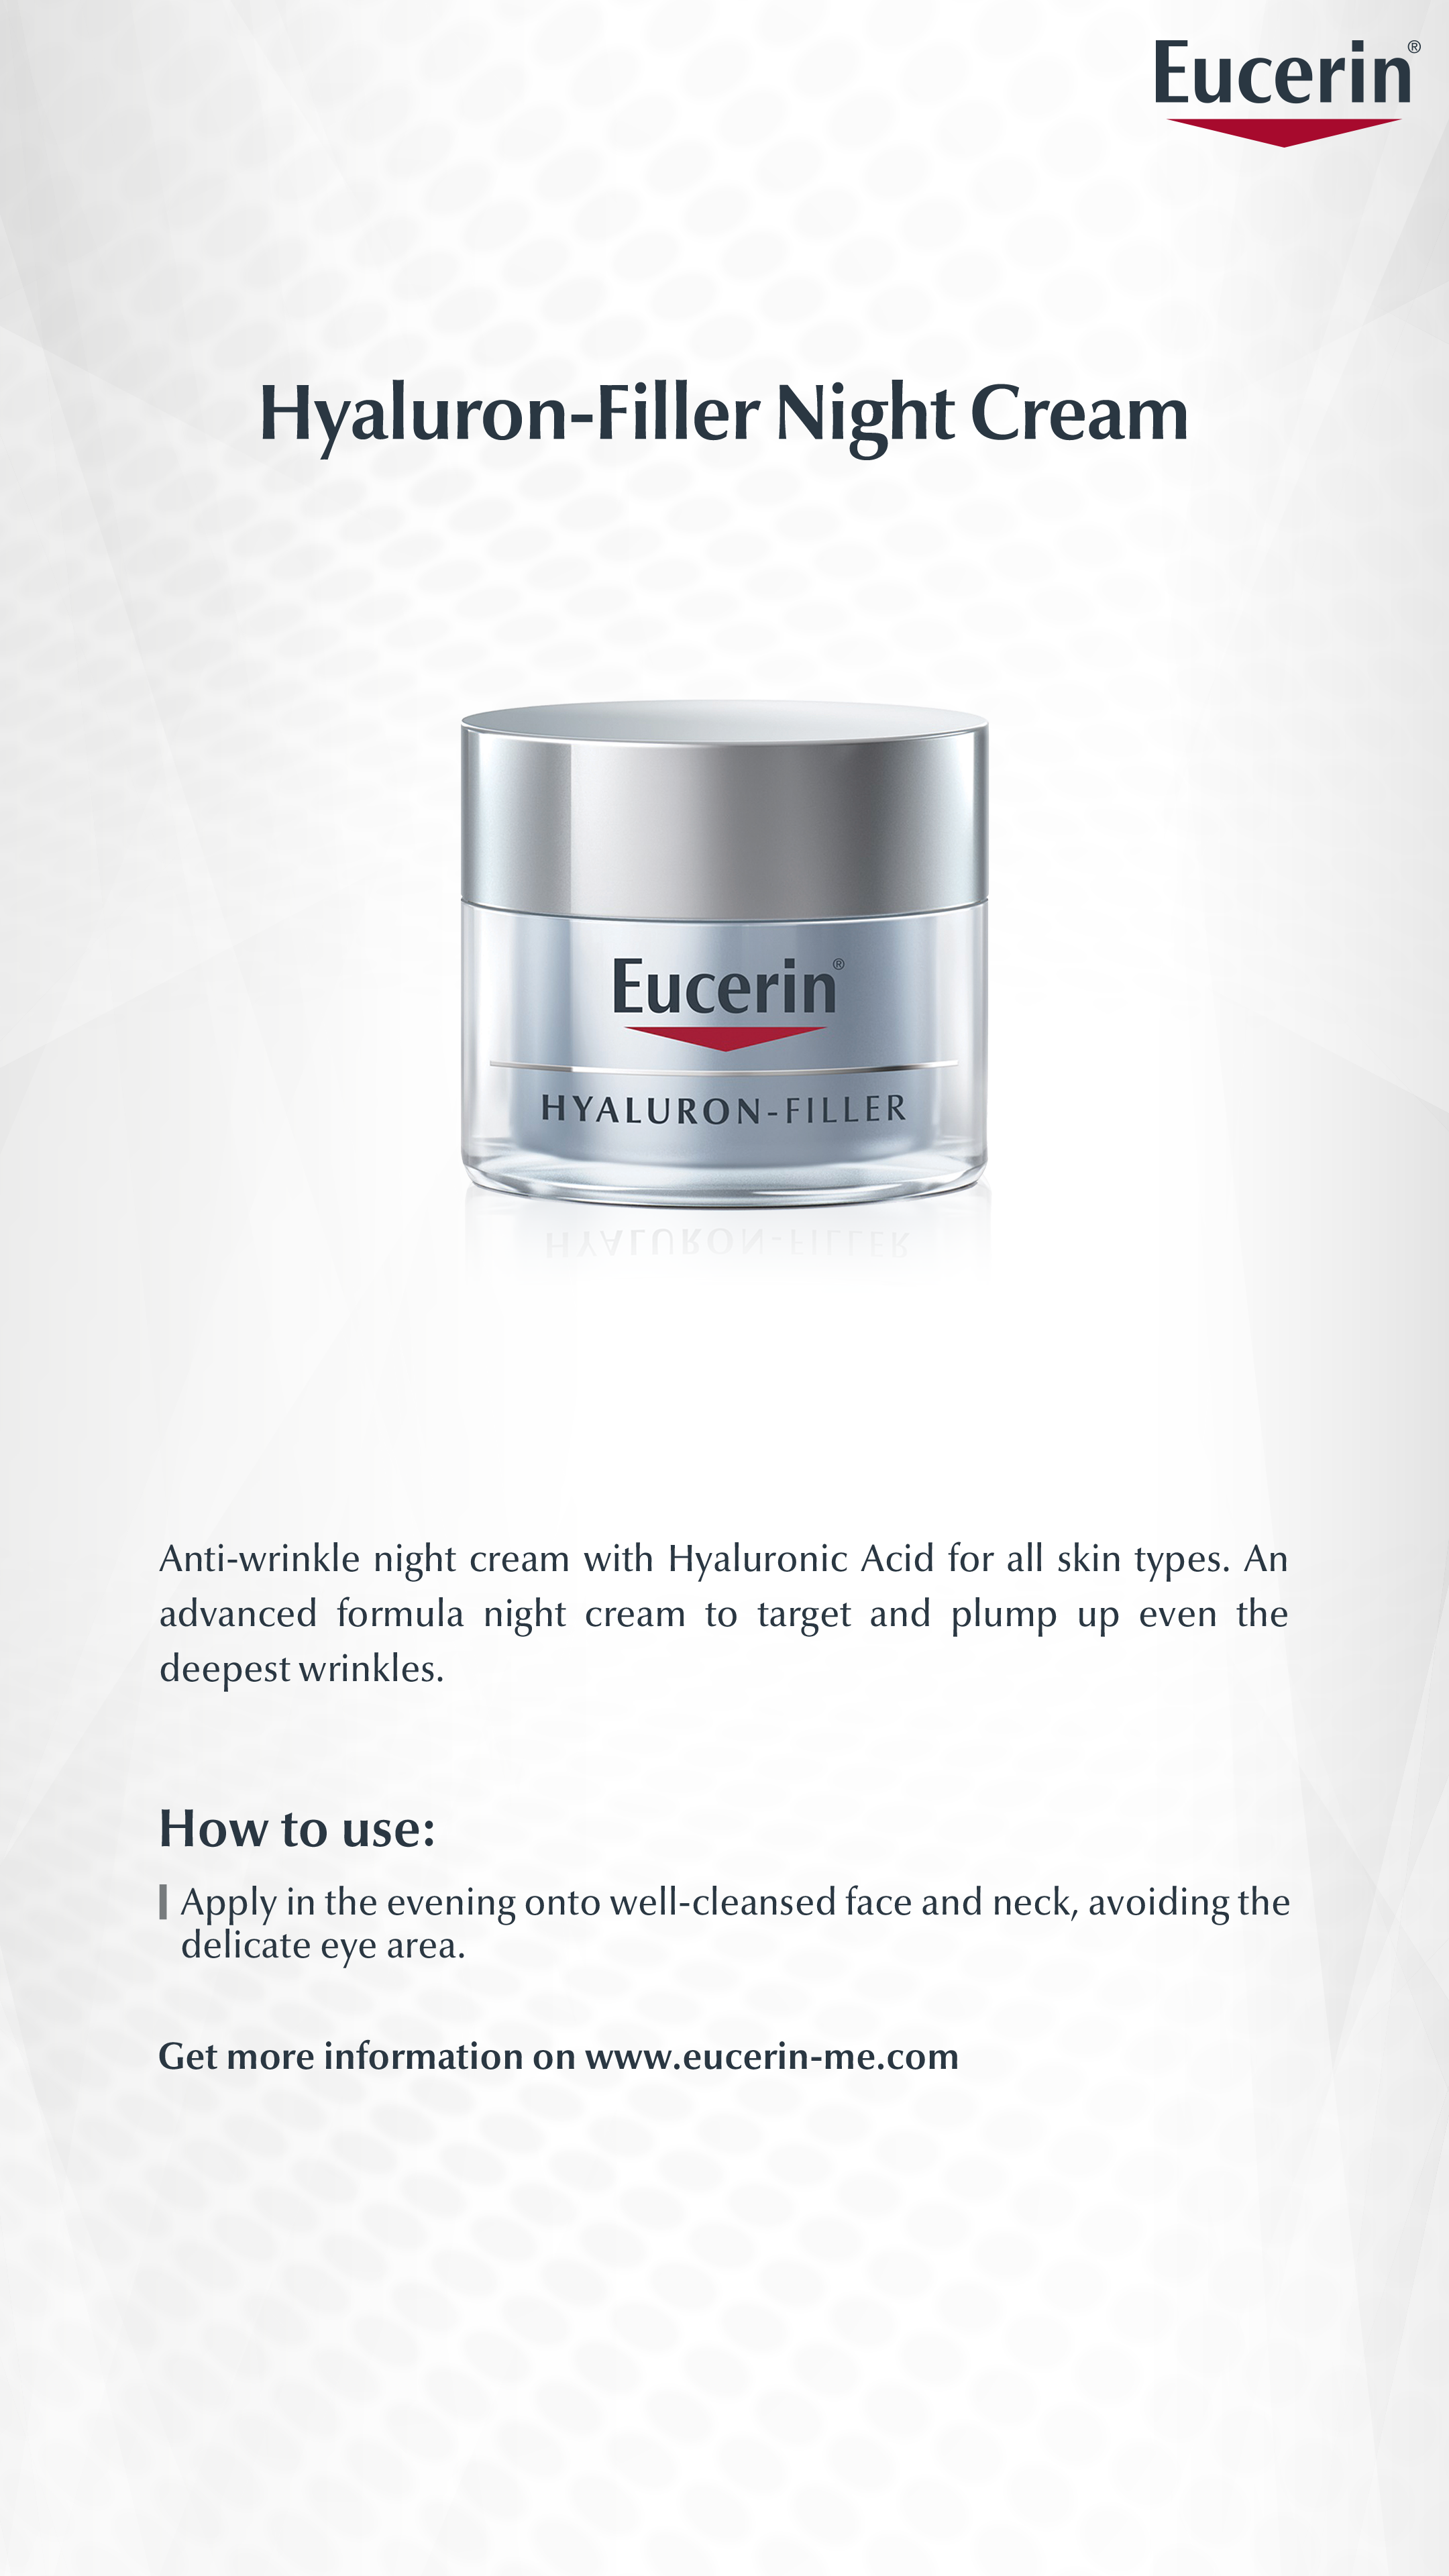 Eucerin®
Hyaluron-Filler Night Cream
Eucerin®
HYALURON-FILLER
HYALURON-FILLER
Anti-wrinkle night cream with Hyaluronic Acid for all skin types. An
advanced formula night cream to target and plump up even the
deepest wrinkles.
How to use:
Apply in the evening onto well-cleansed face and neck, avoiding the
delicate eye area.
Get more information on www.eucerin-me.com